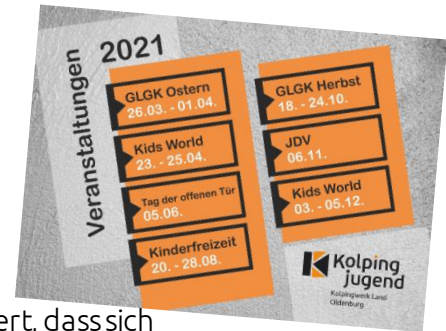 Veranstaltungen
2021
GLGK Ostern
26.03. - 01.04.
Kids World
23. - 25.04.
Tag der offenen Tür
05.06.
Kinderfreizeit
20. - 28.08.
GLGK Herbst
18. - 24.10.
JDV
06.11.
Kids World
03. - 05.12.
Kolping
jugend
Kolpingwerk Land
Oldenburg
dass sich